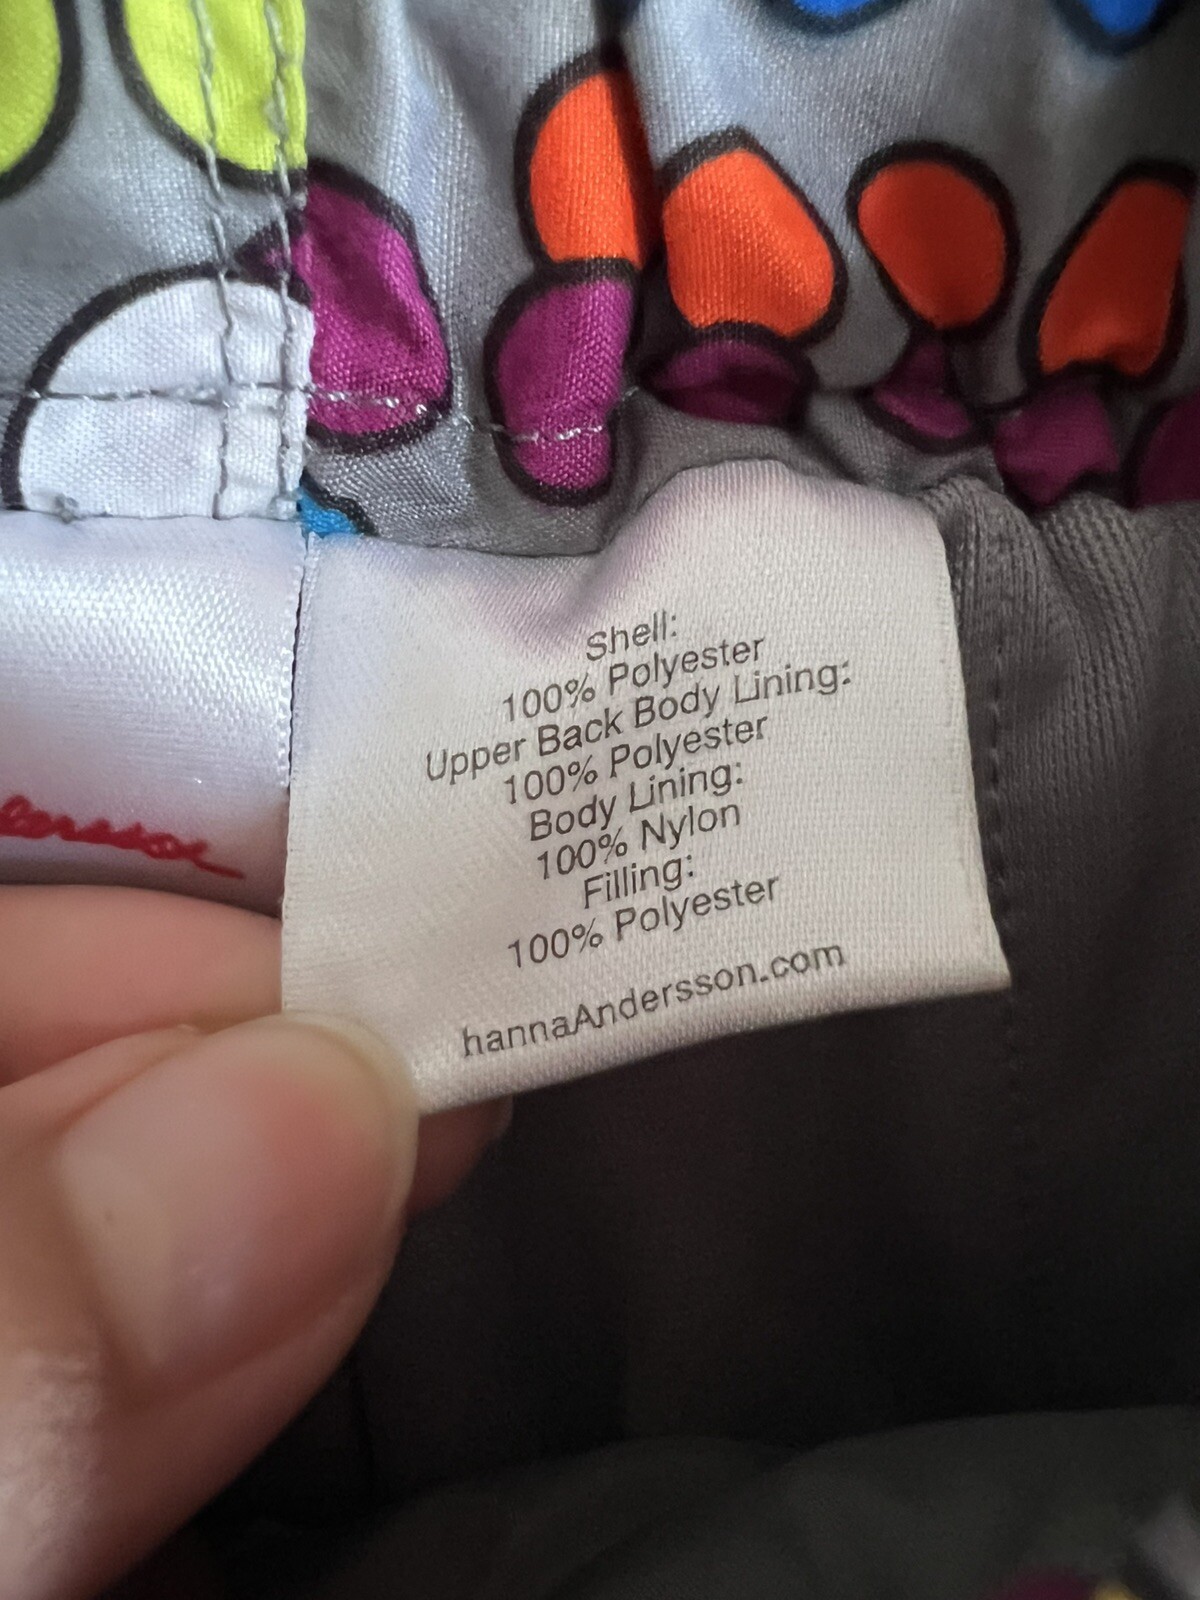 Shell:
100% Polyester
Upper Back Body Lining:
100% Polyester
Body Lining:
100% Nylon
Filling:
100% Polyester
hannaAndersson.com